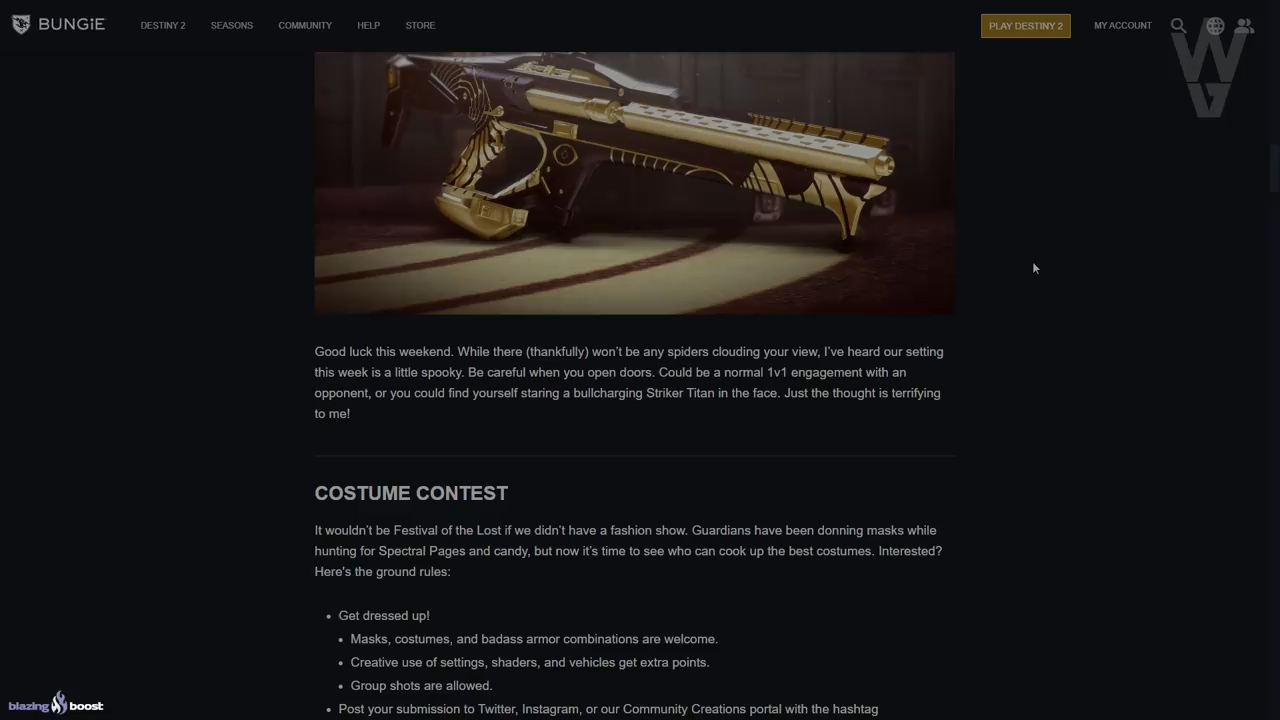 BUNGiE DESTINY 2 SEASONS COMMUNITY HELP STORE PLAY DESTINY 2 MY ACCOUNT
Good luck this weekend. While there (thankfully) won’t be any spiders clouding your view, I’ve heard our setting
this week is a little spooky. Be careful when you open doors. Could be a normal 1v1 engagement with an
opponent, or you could find yourself staring a bullcharging Striker Titan in the face. Just the thought is terrifying
to me!
COSTUME CONTEST
It wouldn’t be Festival of the Lost if we didn’t have a fashion show. Guardians have been donning masks while
hunting for Spectral Pages and candy, but now it’s time to see who can cook up the best costumes. Interested?
Here's the ground rules:
• Get dressed up!
• Masks, costumes, and badass armor combinations are welcome.
• Creative use of settings, shaders, and vehicles get extra points.
• Group shots are allowed.
• Post your submission to Twitter, Instagram, or our Community Creations portal with the hashtag
blazing boost